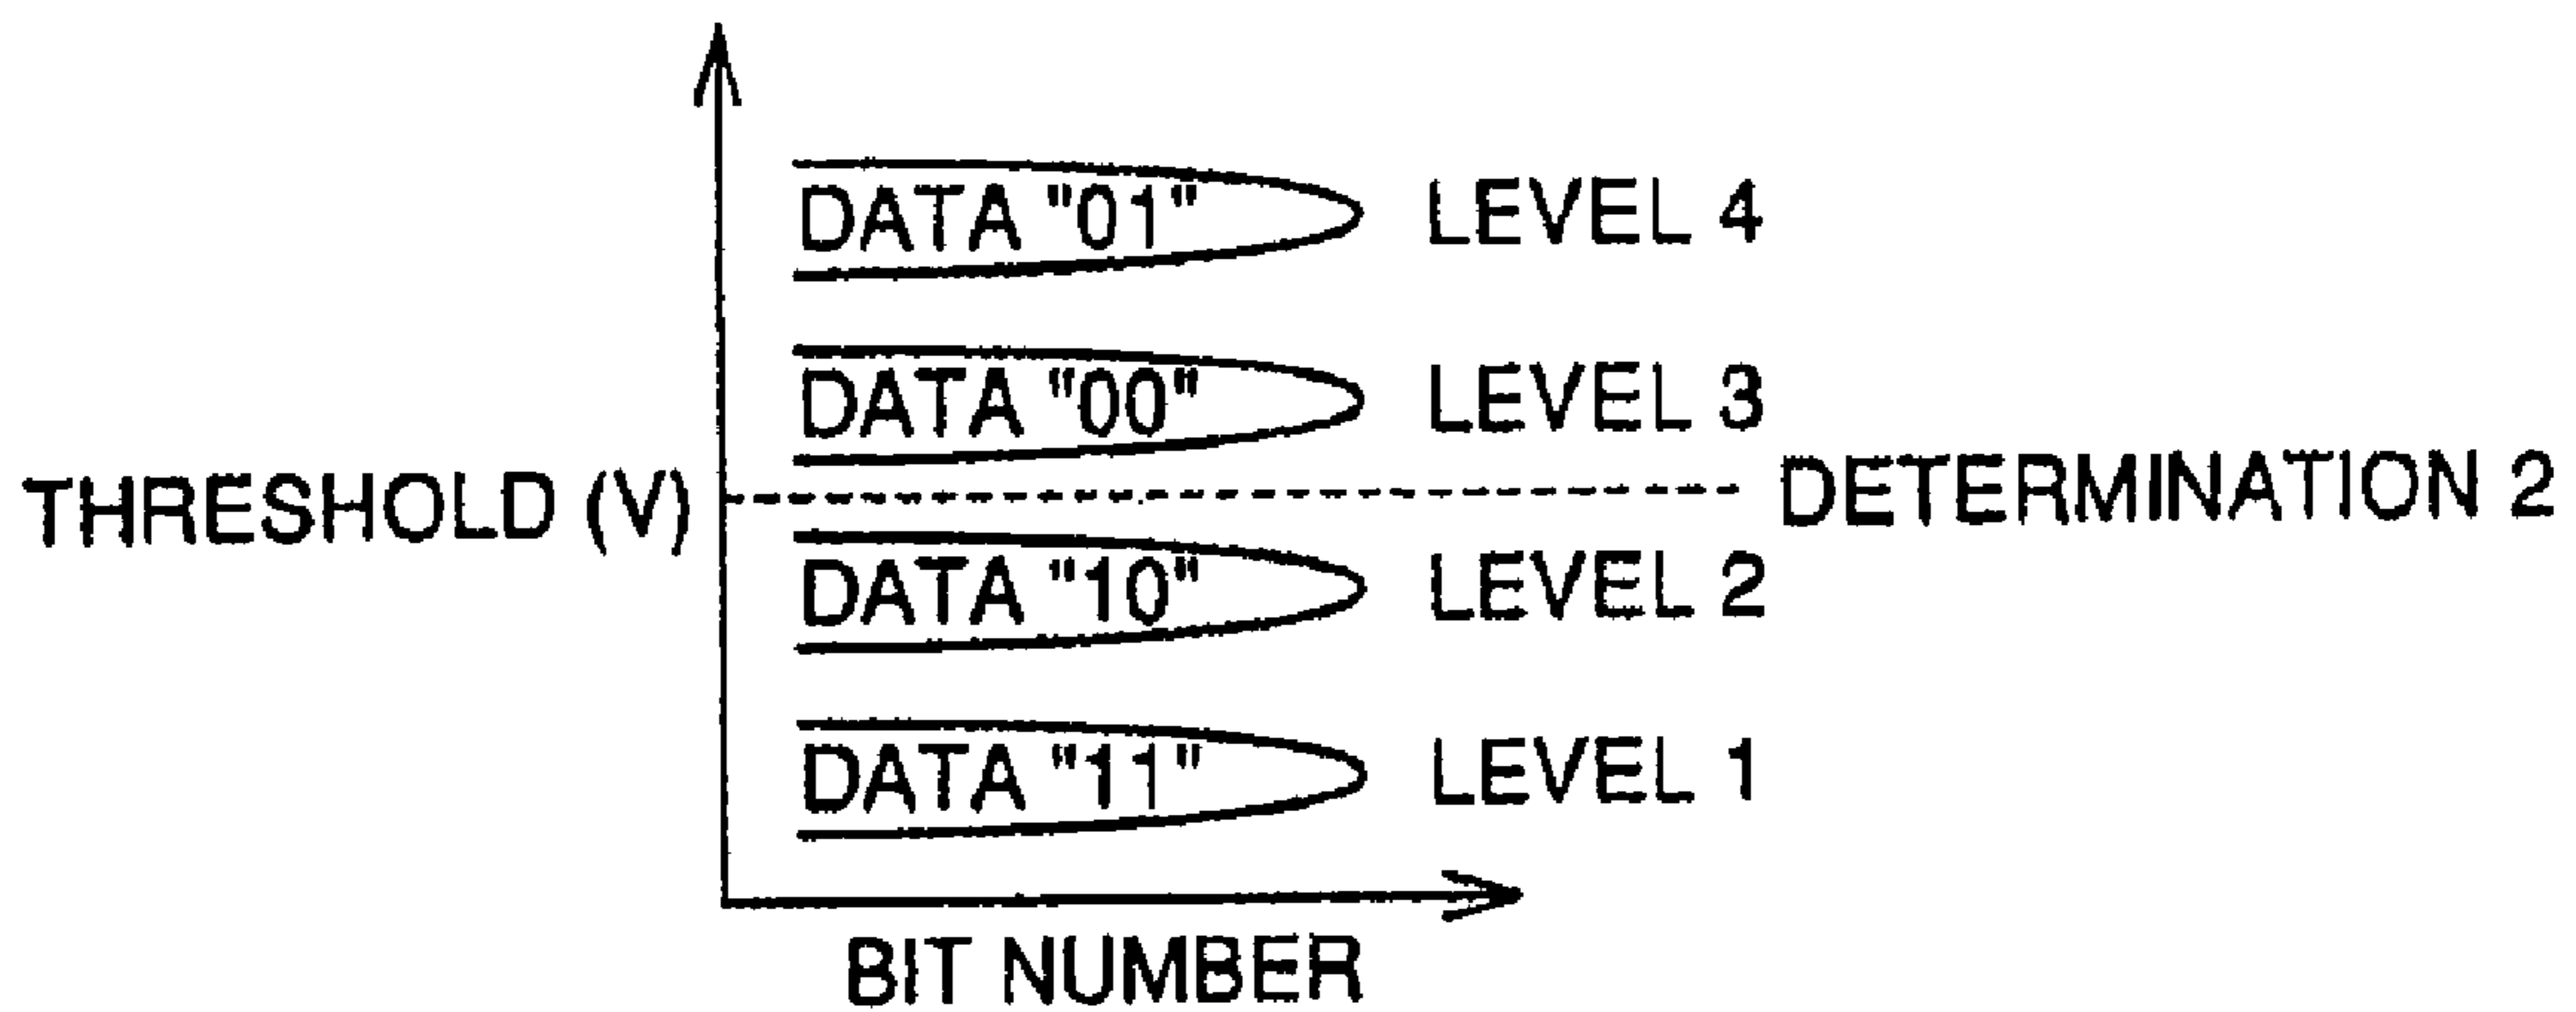 DATA "01" LEVEL 4
DATA "00" LEVEL 3
THRESHOLD (V) DETERMINATION 2
DATA "10" LEVEL 2
DATA "11" LEVEL 1
BIT NUMBER